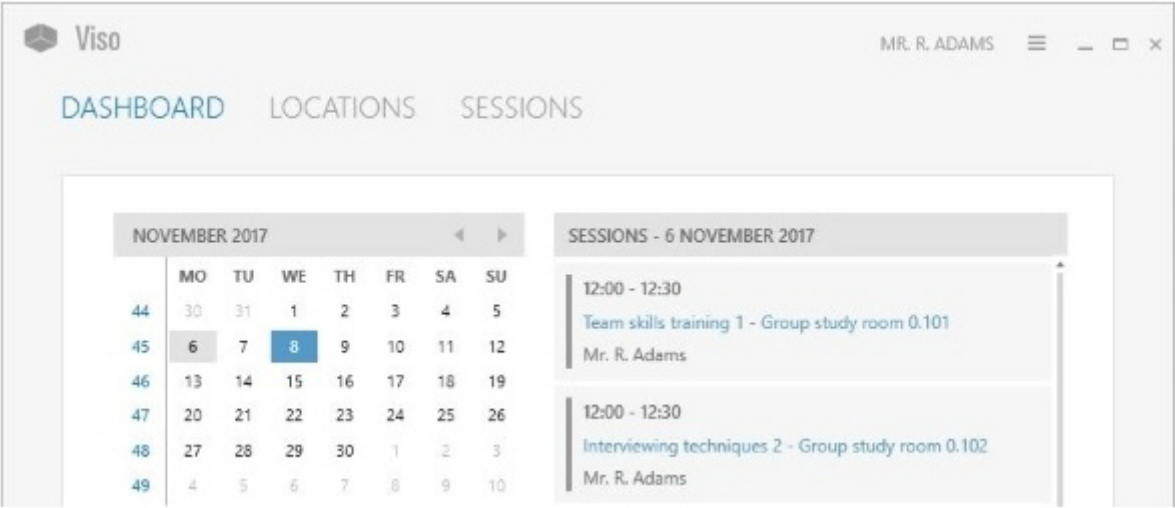 Viso
MR. R. ADAMS
DASHBOARD LOCATIONS SESSIONS
NOVEMBER 2017
MO TU WE TH FR SA SU
44 30 31 1 2 3 4 5
45 6 7 8 9 10 11 12
46 13 14 15 16 17 18 19
47 20 21 22 23 24 25 26
48 27 28 29 30 1 2 3
49 4 5 6 7 8 9 10
SESSIONS - 6 NOVEMBER 2017
12:00 - 12:30
Team skills training 1 - Group study room 0.101
Mr. R. Adams
12:00 - 12:30
Interviewing techniques 2 - Group study room 0.102
Mr. R. Adams